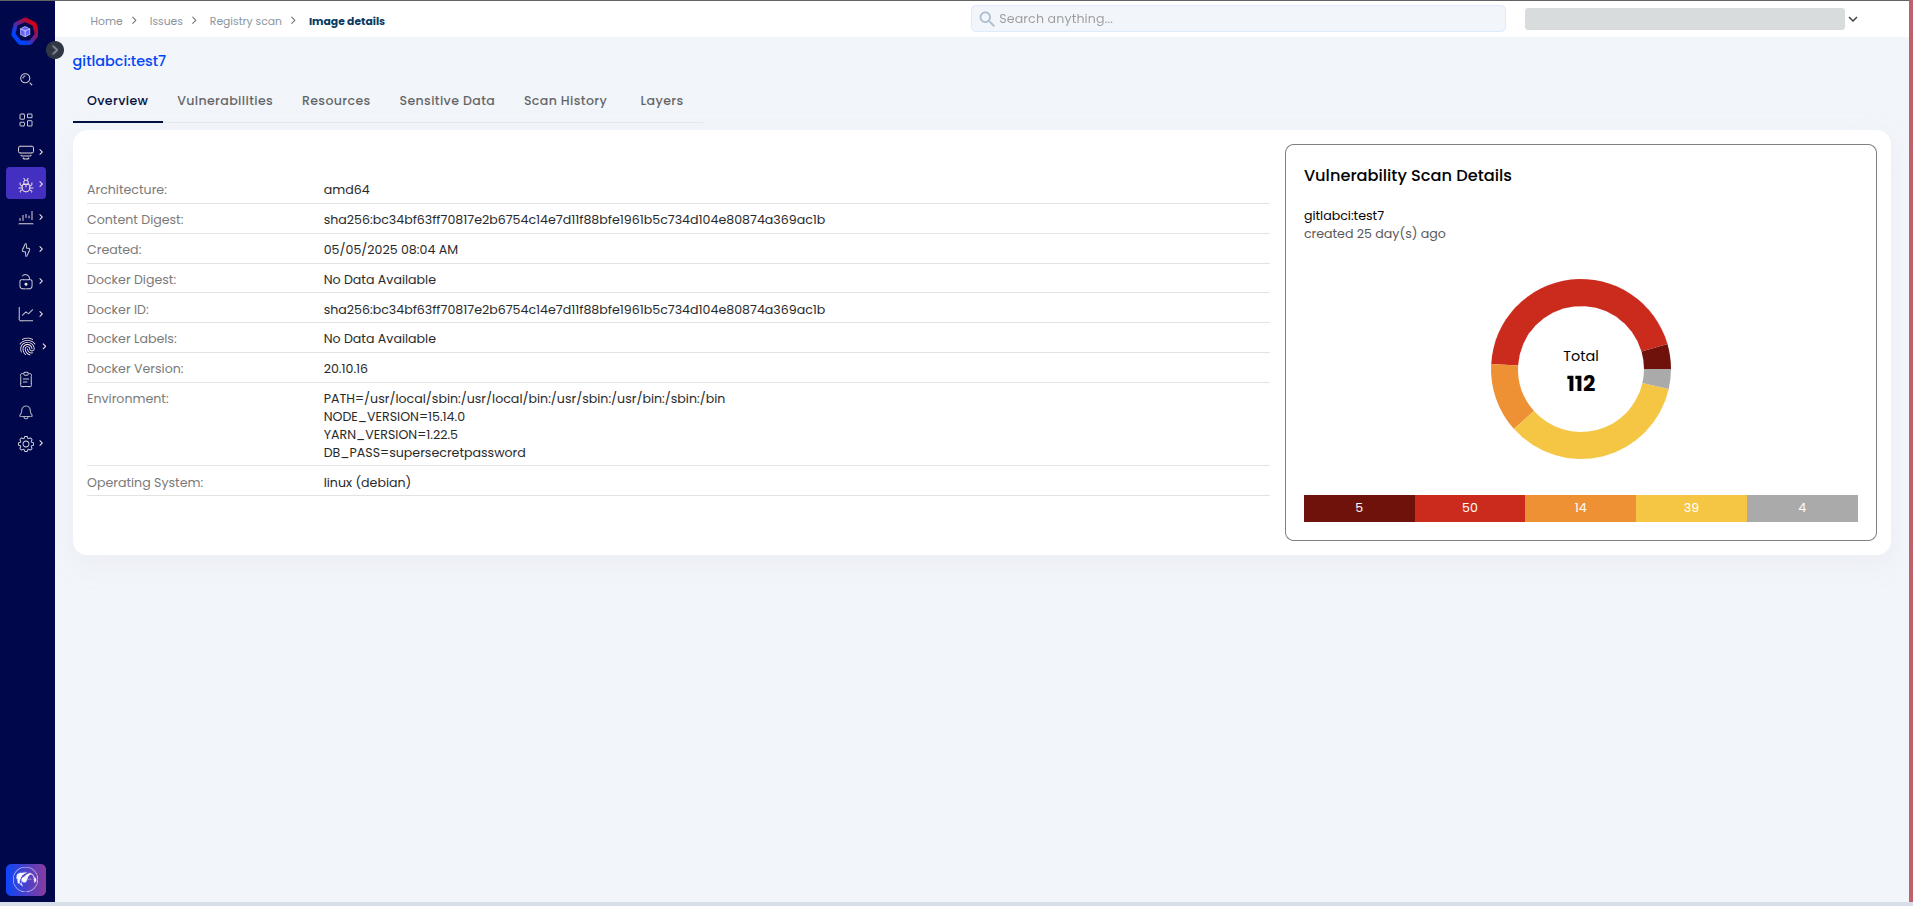 Home > Issues > Registry scan > Image details
Search anything...
gitlabci:test7
Overview Vulnerabilities Resources Sensitive Data Scan History Layers
Architecture: amd64
Content Digest: sha256:bc34bf63ff70817e2b6754c14e7d11f88bfe1961b5c734d104e80874a369ac1b
Created: 05/05/2025 08:04 AM
Docker Digest: No Data Available
Docker ID: sha256:bc34bf63ff70817e2b6754c14e7d11f88bfe1961b5c734d104e80874a369ac1b
Docker Labels: No Data Available
Docker Version: 20.10.16
Environment: PATH=/usr/local/sbin:/usr/local/bin:/usr/sbin:/usr/bin:/sbin:/bin
NODE_VERSION=15.14.0
YARN_VERSION=1.22.5
DB_PASS=supersecretpassword
Operating System: linux (debian)
Vulnerability Scan Details
gitlabci:test7
created 25 day(s) ago
Total
112
5 50 14 39 4